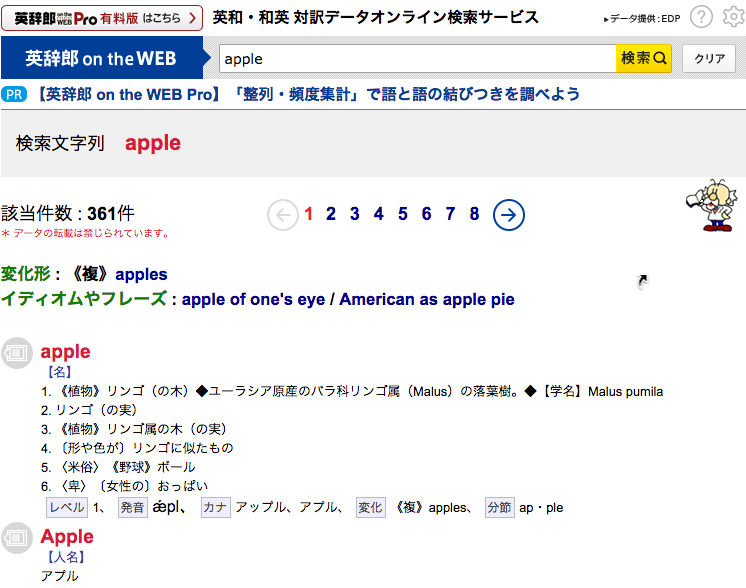 英辞郎 on the WEB Pro 有料版 はこちら 英和・和英 対訳データオンライン検索サービス ▸データ提供 : EDP ?
英辞郎 on the WEB apple 検索 クリア
PR 【英辞郎 on the WEB Pro】「整列・頻度集計」で語と語の結びつきを調べよう
検索文字列 apple
該当件数 : 361件 1 2 3 4 5 6 7 8
＊ データの転載は禁じられています。
変化形 : 《複》apples
イディオムやフレーズ : apple of one's eye / American as apple pie
apple
【名】
1. 《植物》リンゴ（の木）◆ユーラシア原産のバラ科リンゴ属（Malus）の落葉樹。◆【学名】Malus pumila
2. リンゴ（の実）
3. 《植物》リンゴ属の木（の実）
4. 〔形や色が〕リンゴに似たもの
5. 〈米俗〉《野球》ボール
6. 〈卑〉〔女性の〕おっぱい
レベル 1、 発音 ǽpl、 カナ アップル、アプル、 変化 《複》apples、 分節 ap・ple
Apple
【人名】
アプル